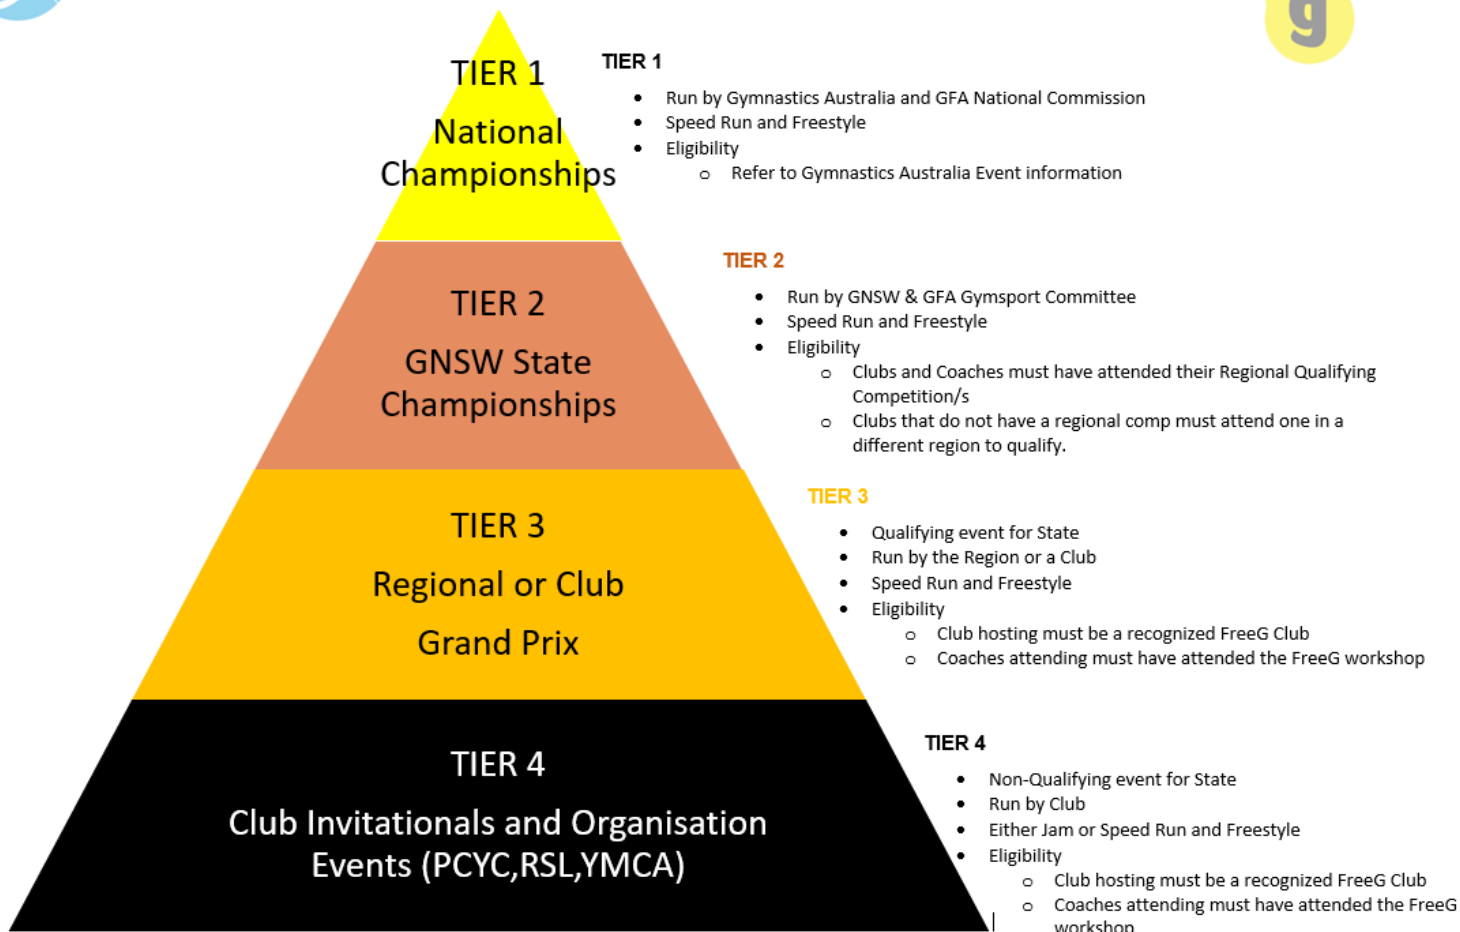 g
TIER 1
National
Championships
TIER 1
• Run by Gymnastics Australia and GFA National Commission
• Speed Run and Freestyle
• Eligibility
o Refer to Gymnastics Australia Event information
TIER 2
GNSW State
Championships
TIER 2
• Run by GNSW & GFA Gymsport Committee
• Speed Run and Freestyle
• Eligibility
o Clubs and Coaches must have attended their Regional Qualifying
Competition/s
o Clubs that do not have a regional comp must attend one in a
different region to qualify.
TIER 3
Regional or Club
Grand Prix
TIER 3
• Qualifying event for State
• Run by the Region or a Club
• Speed Run and Freestyle
• Eligibility
o Club hosting must be a recognized FreeG Club
o Coaches attending must have attended the FreeG workshop
TIER 4
Club Invitationals and Organisation
Events (PCYC,RSL,YMCA)
TIER 4
• Non-Qualifying event for State
• Run by Club
• Either Jam or Speed Run and Freestyle
• Eligibility
o Club hosting must be a recognized FreeG Club
o Coaches attending must have attended the FreeG
workshop